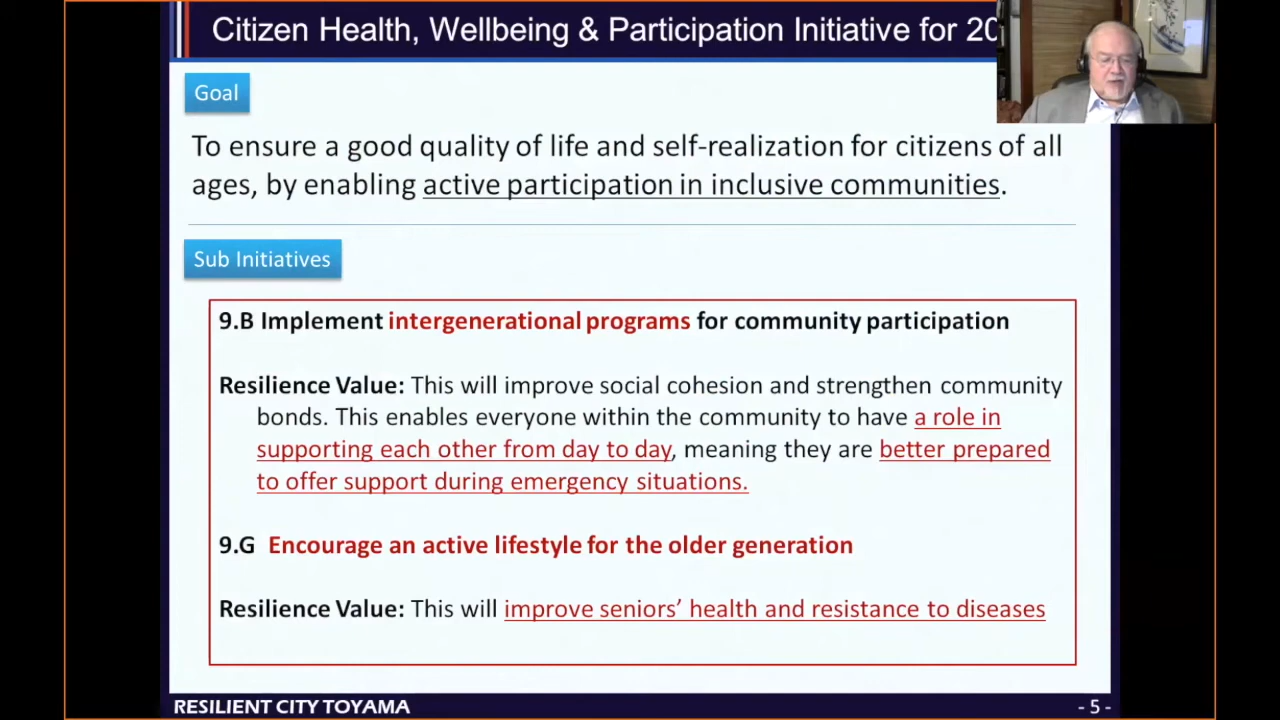 Citizen Health, Wellbeing & Participation Initiative for 20
Goal
To ensure a good quality of life and self-realization for citizens of all
ages, by enabling active participation in inclusive communities.
Sub Initiatives
9.B Implement intergenerational programs for community participation
Resilience Value: This will improve social cohesion and strengthen community
bonds. This enables everyone within the community to have a role in
supporting each other from day to day, meaning they are better prepared
to offer support during emergency situations.
9.G Encourage an active lifestyle for the older generation
Resilience Value: This will improve seniors’ health and resistance to diseases
RESILIENT CITY TOYAMA
- 5 -